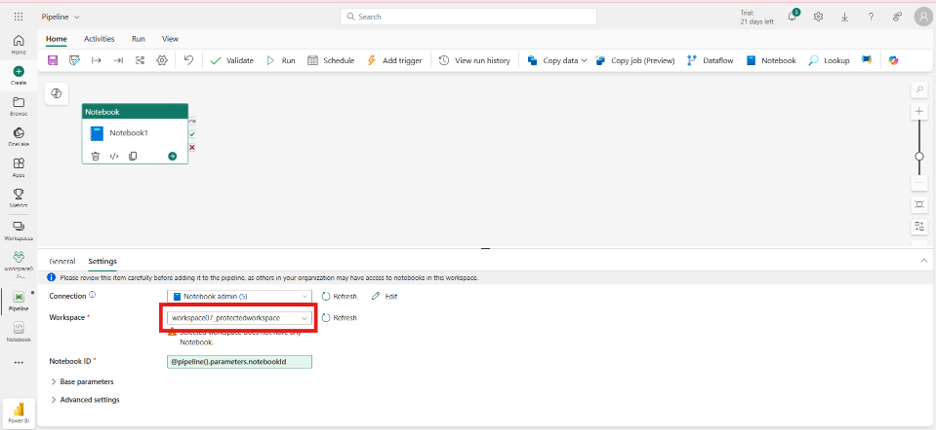 Pipeline
Search
Trial:
21 days left
5
Home
Activities
Run
View
Validate
Run
Schedule
Add trigger
View run history
Copy data
Copy job (Preview)
Dataflow
Notebook
Lookup
Home
Create
Browse
OneLake
Apps
Metrics
Workspaces
workspace0
7-...
Pipeline
Notebook
Power BI
Notebook
Notebook1
General
Settings
Please review this item carefully before adding it to the pipeline, as others in your organization may have access to notebooks in this workspace.
Connection
Notebook admin (5)
Refresh
Edit
Workspace *
workspace07_protectedworkspace
Refresh
Selected workspace does not have any
Notebook.
Notebook ID *
@pipeline().parameters.notebookId
Base parameters
Advanced settings